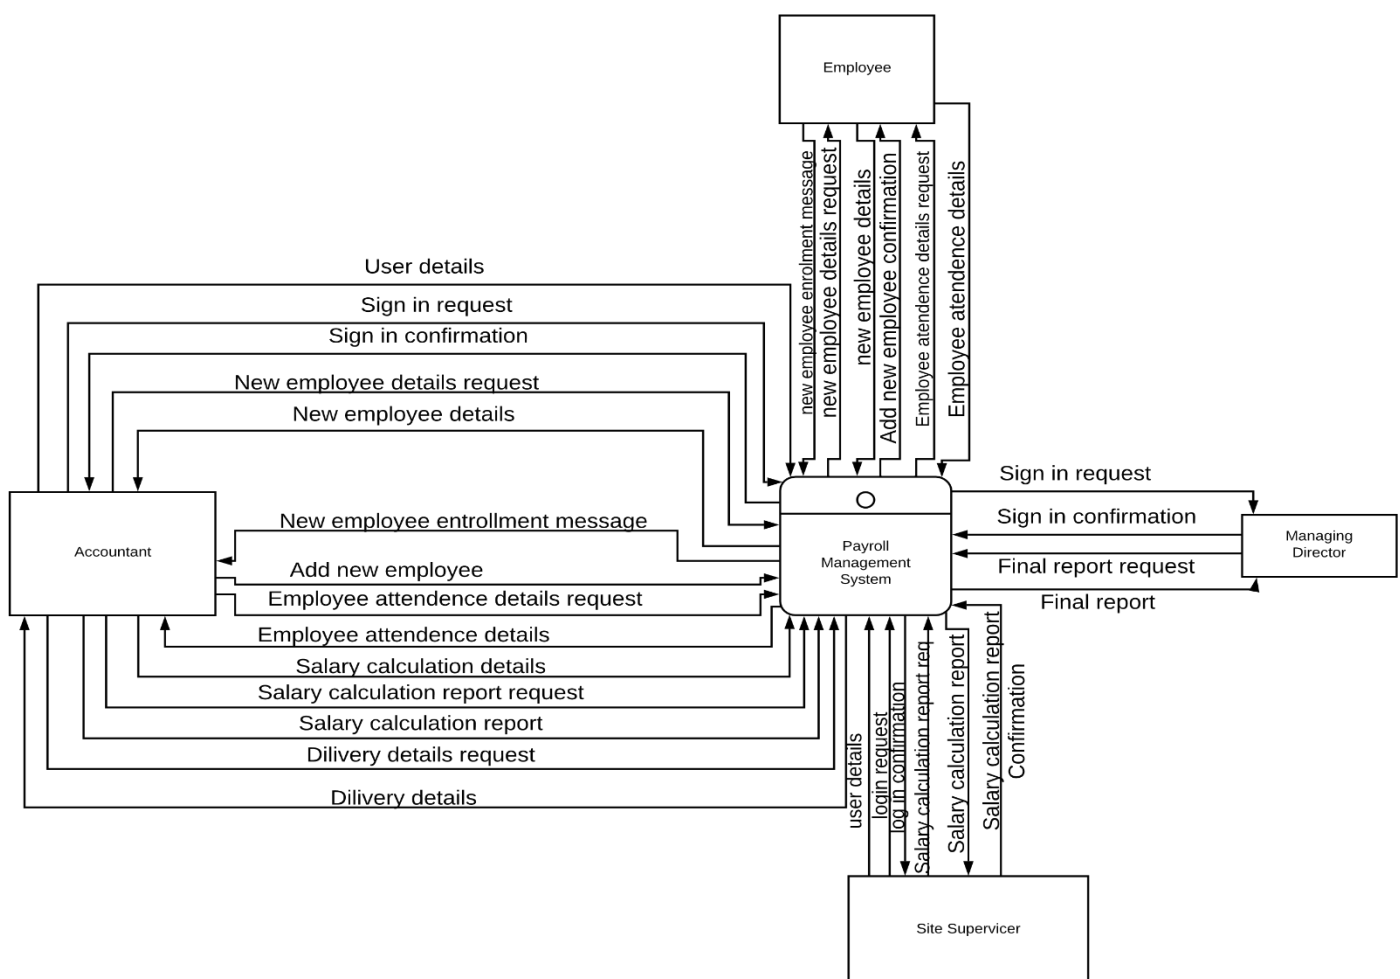 Employee
new employee enrolment message
new employee details request
new employee details
Add new employee confirmation
Employee atendence details request
Employee atendence details
User details
Sign in request
Sign in confirmation
New employee details request
New employee details
New employee entrollment message
Add new employee
Employee attendence details request
Employee attendence details
Salary calculation details
Salary calculation report request
Salary calculation report
Dilivery details request
Dilivery details
Accountant
Payroll
Management
System
Sign in request
Sign in confirmation
Final report request
Final report
Managing
Director
user details
login request
log in confirmation
Salary calculation report req
Salary calculation report
Salary calculation report
Confirmation
Site Supervicer